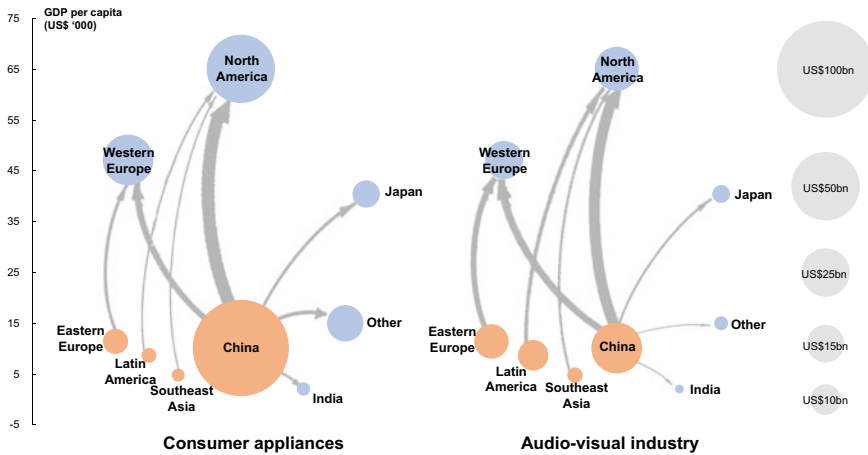 GDP per capita
(US$ ‘000)
75
65
55
45
35
25
15
5
-5
North
America
Western
Europe
Japan
Eastern
Europe
Latin
America
Southeast
Asia
China
Other
India
Consumer appliances
North
America
Western
Europe
Japan
Eastern
Europe
Latin
America
Southeast
Asia
China
Other
India
Audio-visual industry
US$100bn
US$50bn
US$25bn
US$15bn
US$10bn